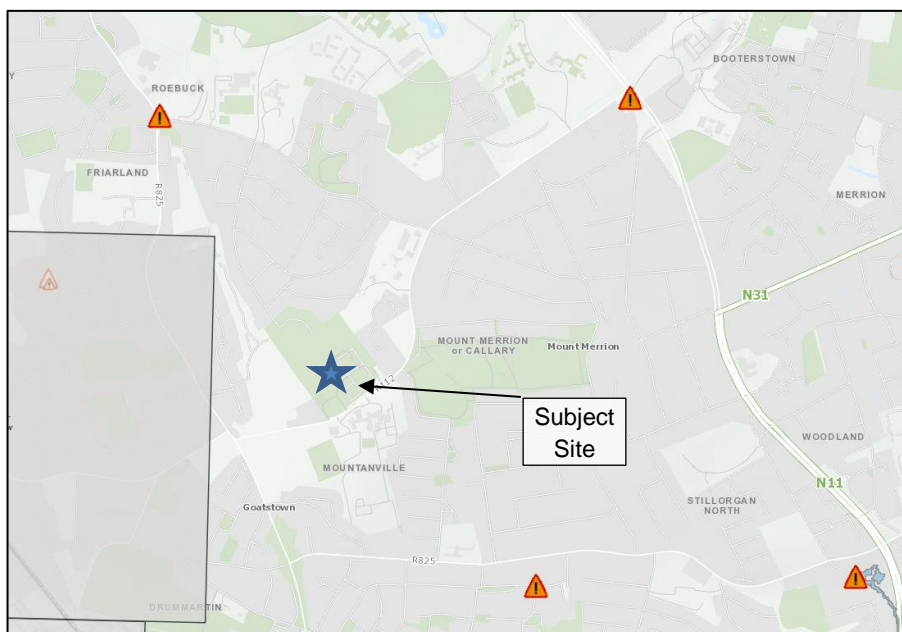 BOOTERSTOWN
ROEBUCK
FRIARLAND
R825
MERRION
N31
MOUNT MERRION
or CALLARY
Mount Merrion
Subject
Site
WOODLAND
MOUNTANVILLE
N11
STILLORGAN
NORTH
Goatstown
R825
DRUMMARTIN